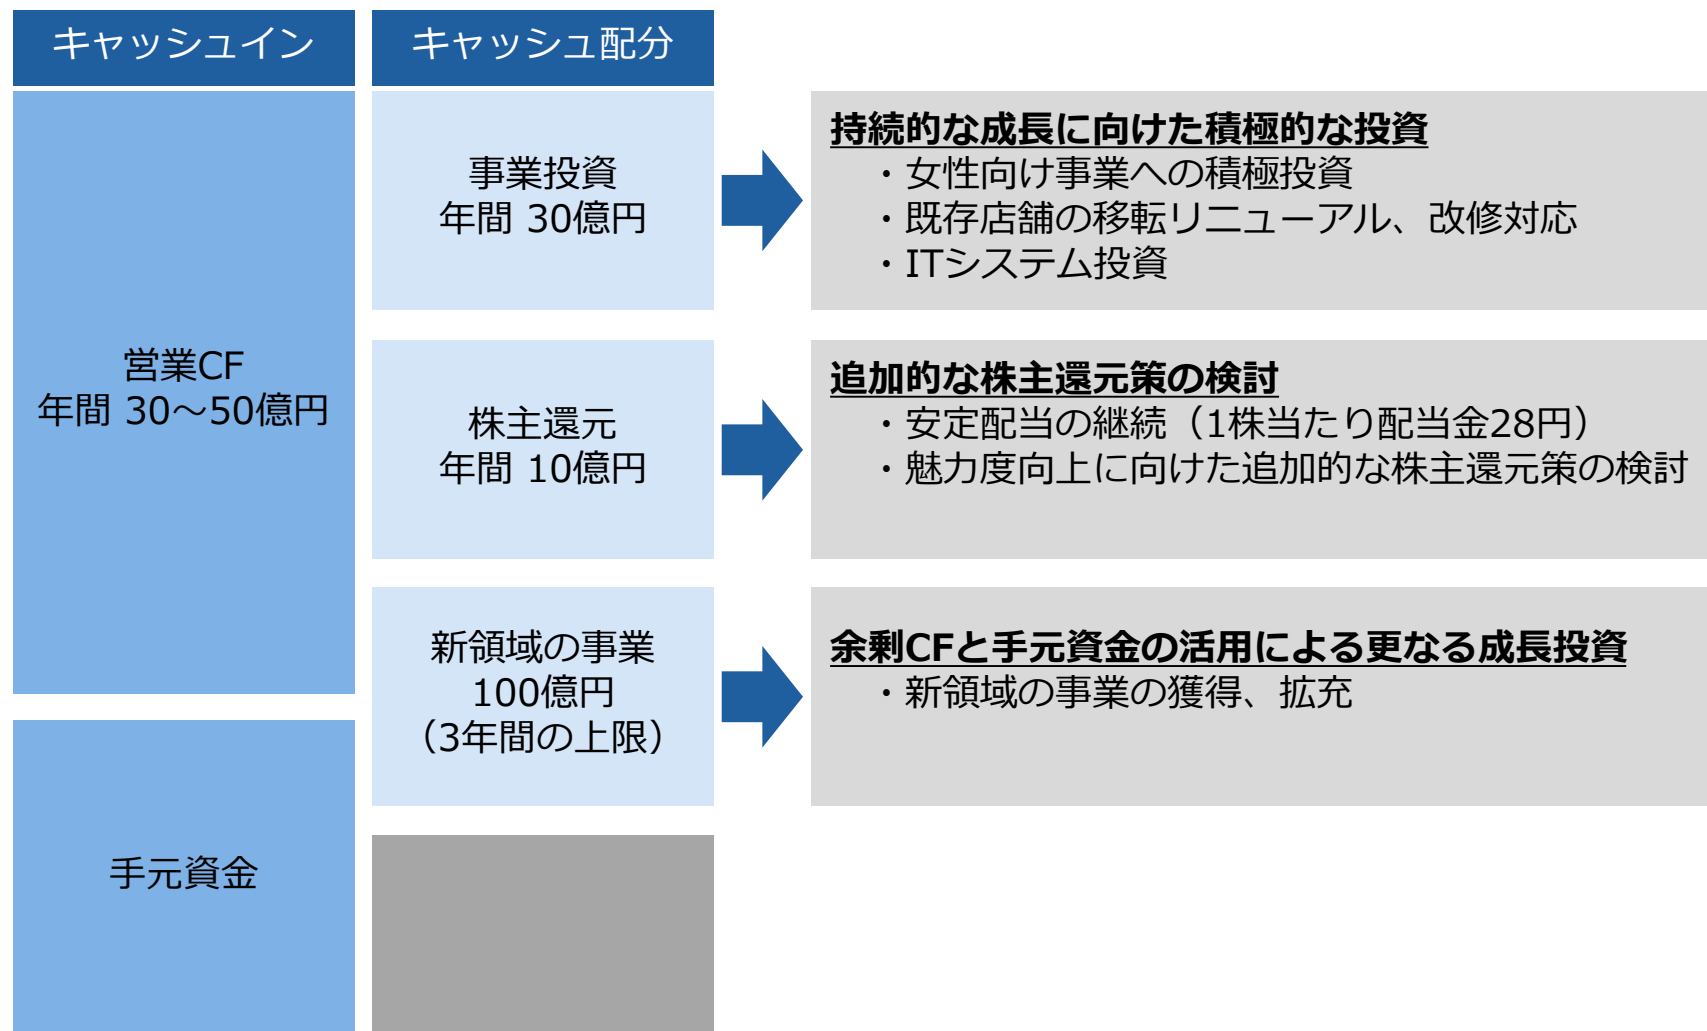 キャッシュイン
キャッシュ配分
営業CF
年間 30～50億円
手元資金
事業投資
年間 30億円
持続的な成長に向けた積極的な投資
・女性向け事業への積極投資
・既存店舗の移転リニューアル、改修対応
・ITシステム投資
株主還元
年間 10億円
追加的な株主還元策の検討
・安定配当の継続（1株当たり配当金28円）
・魅力度向上に向けた追加的な株主還元策の検討
新領域の事業
100億円
（3年間の上限）
余剰CFと手元資金の活用による更なる成長投資
・新領域の事業の獲得、拡充